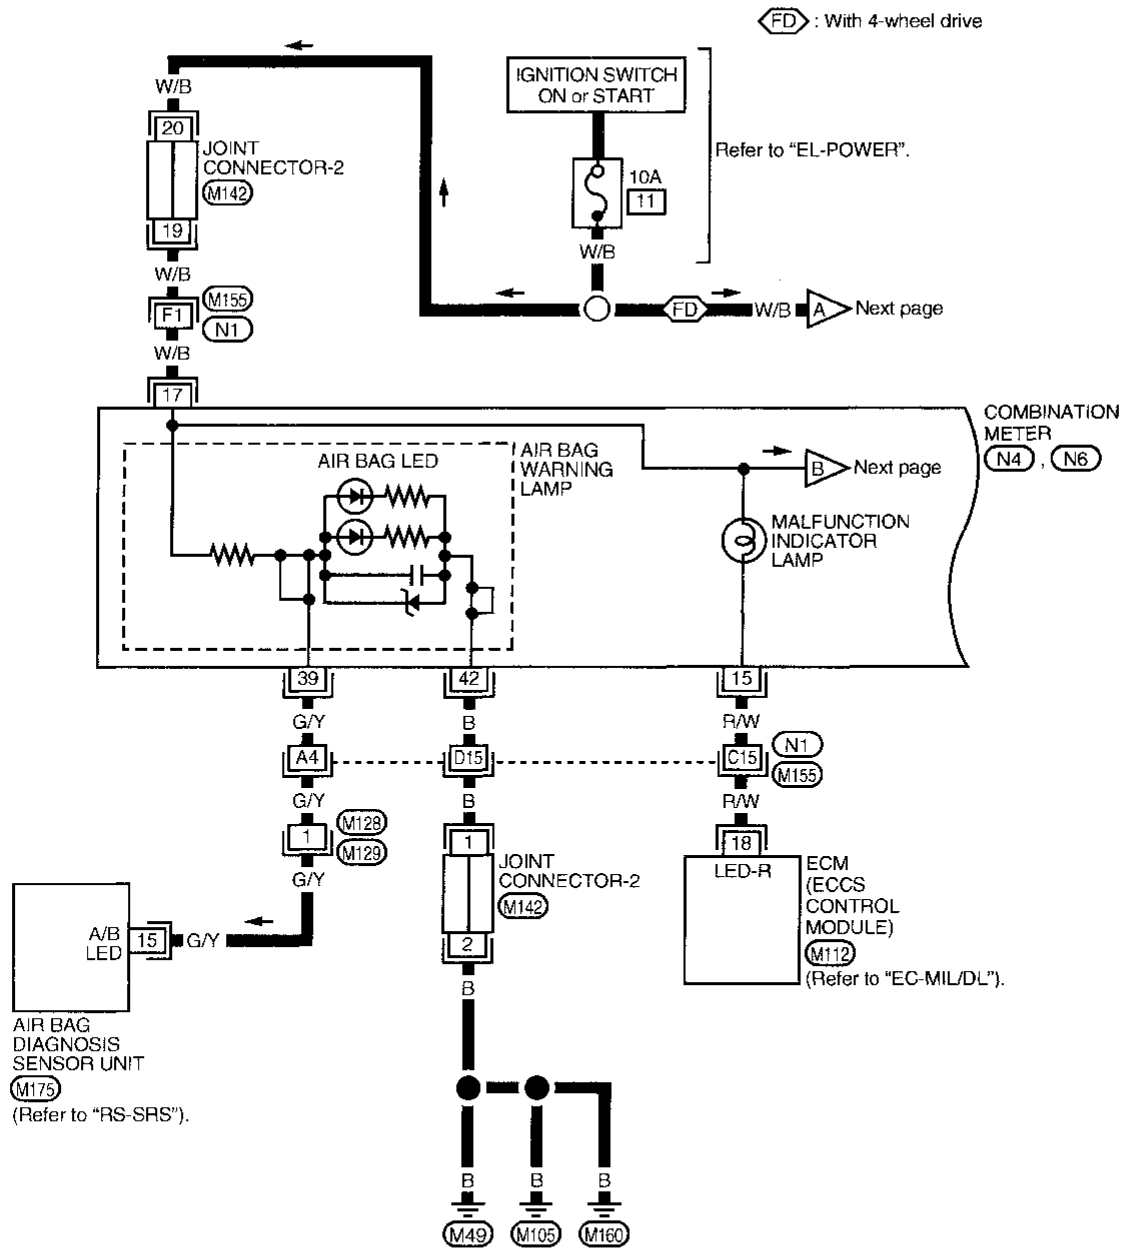 FD : With 4-wheel drive
IGNITION SWITCH
ON or START
Refer to "EL-POWER".
10A
11
W/B
W/B
20
JOINT
CONNECTOR-2
M142
19
W/B
M155
F1
N1
W/B
FD
W/B
A
Next page
17
COMBINATION
METER
N4 , N6
AIR BAG LED
AIR BAG
WARNING
LAMP
B
Next page
MALFUNCTION
INDICATOR
LAMP
39
42
15
G/Y
B
R/W
A4
D15
C15
N1
M155
G/Y
B
R/W
1
M128
M129
G/Y
1
JOINT
CONNECTOR-2
M142
2
18
LED-R
ECM
(ECCS
CONTROL
MODULE)
M112
(Refer to "EC-MIL/DL").
A/B
LED
15
G/Y
AIR BAG
DIAGNOSIS
SENSOR UNIT
M175
(Refer to "RS-SRS").
B
B
B
B
M49
M105
M160